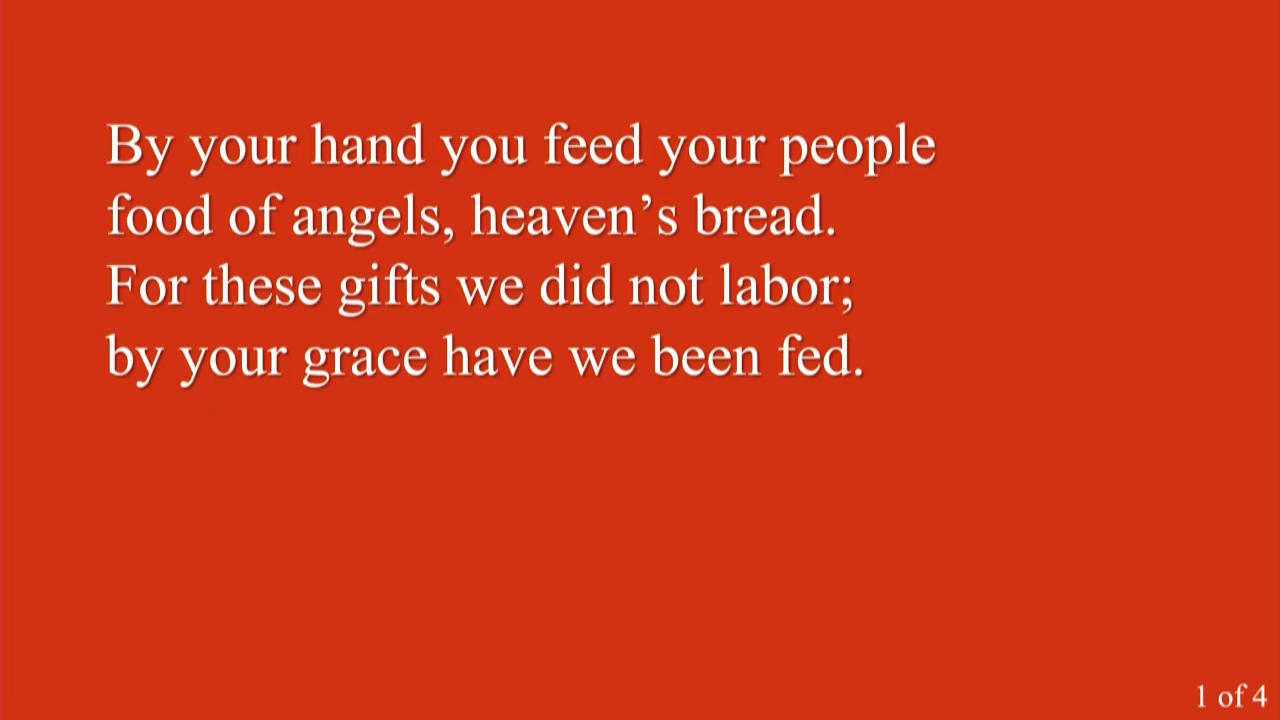 By your hand you feed your people
food of angels, heaven’s bread.
For these gifts we did not labor;
by your grace have we been fed.
1 of 4